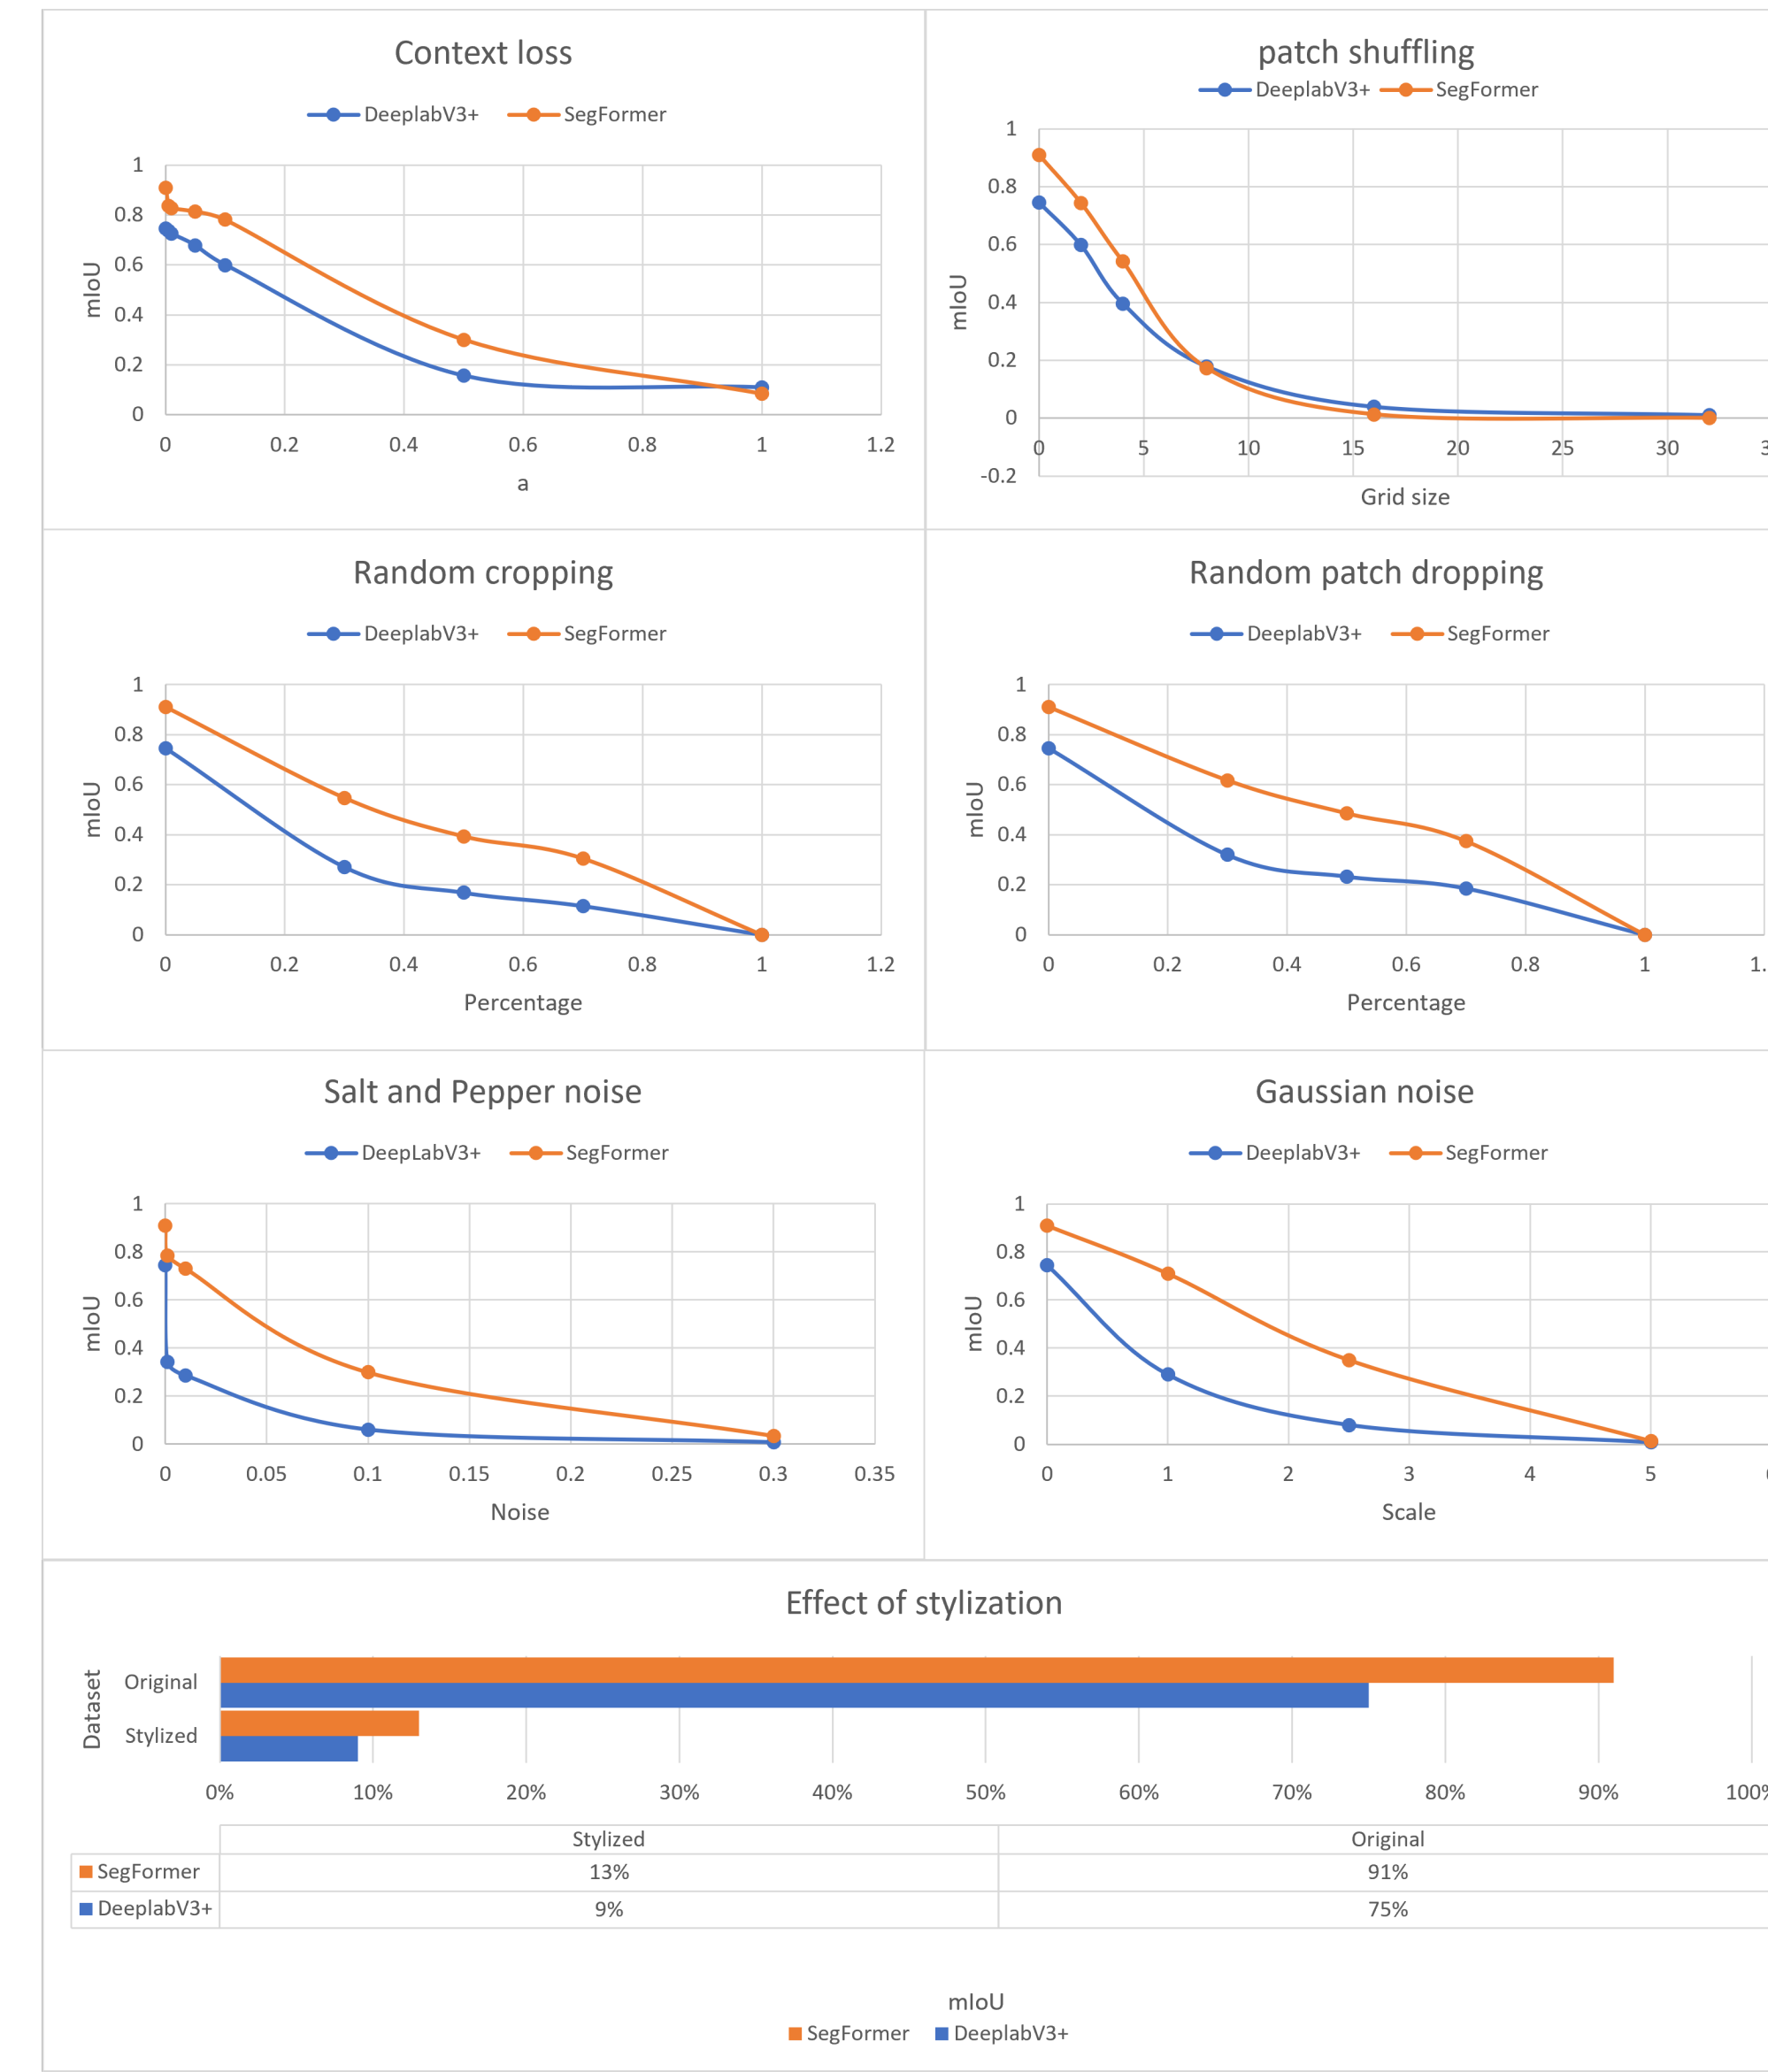 Context loss
DeeplabV3+ SegFormer
1
0.8
0.6
0.4
0.2
0
mIoU
0 0.2 0.4 0.6 0.8 1 1.2
a
patch shuffling
DeeplabV3+ SegFormer
1
0.8
0.6
0.4
0.2
0
-0.2
mIoU
0 5 10 15 20 25 30
Grid size
Random cropping
DeeplabV3+ SegFormer
1
0.8
0.6
0.4
0.2
0
mIoU
0 0.2 0.4 0.6 0.8 1 1.2
Percentage
Random patch dropping
DeeplabV3+ SegFormer
1
0.8
0.6
0.4
0.2
0
mIoU
0 0.2 0.4 0.6 0.8 1 1.
Percentage
Salt and Pepper noise
DeepLabV3+ SegFormer
1
0.8
0.6
0.4
0.2
0
mIoU
0 0.05 0.1 0.15 0.2 0.25 0.3 0.35
Noise
Gaussian noise
DeeplabV3+ SegFormer
1
0.8
0.6
0.4
0.2
0
mIoU
0 1 2 3 4 5
Scale
Effect of stylization
Dataset
Original
Stylized
0% 10% 20% 30% 40% 50% 60% 70% 80% 90% 100%
Stylized Original
SegFormer 13% 91%
DeeplabV3+ 9% 75%
mIoU
SegFormer DeeplabV3+